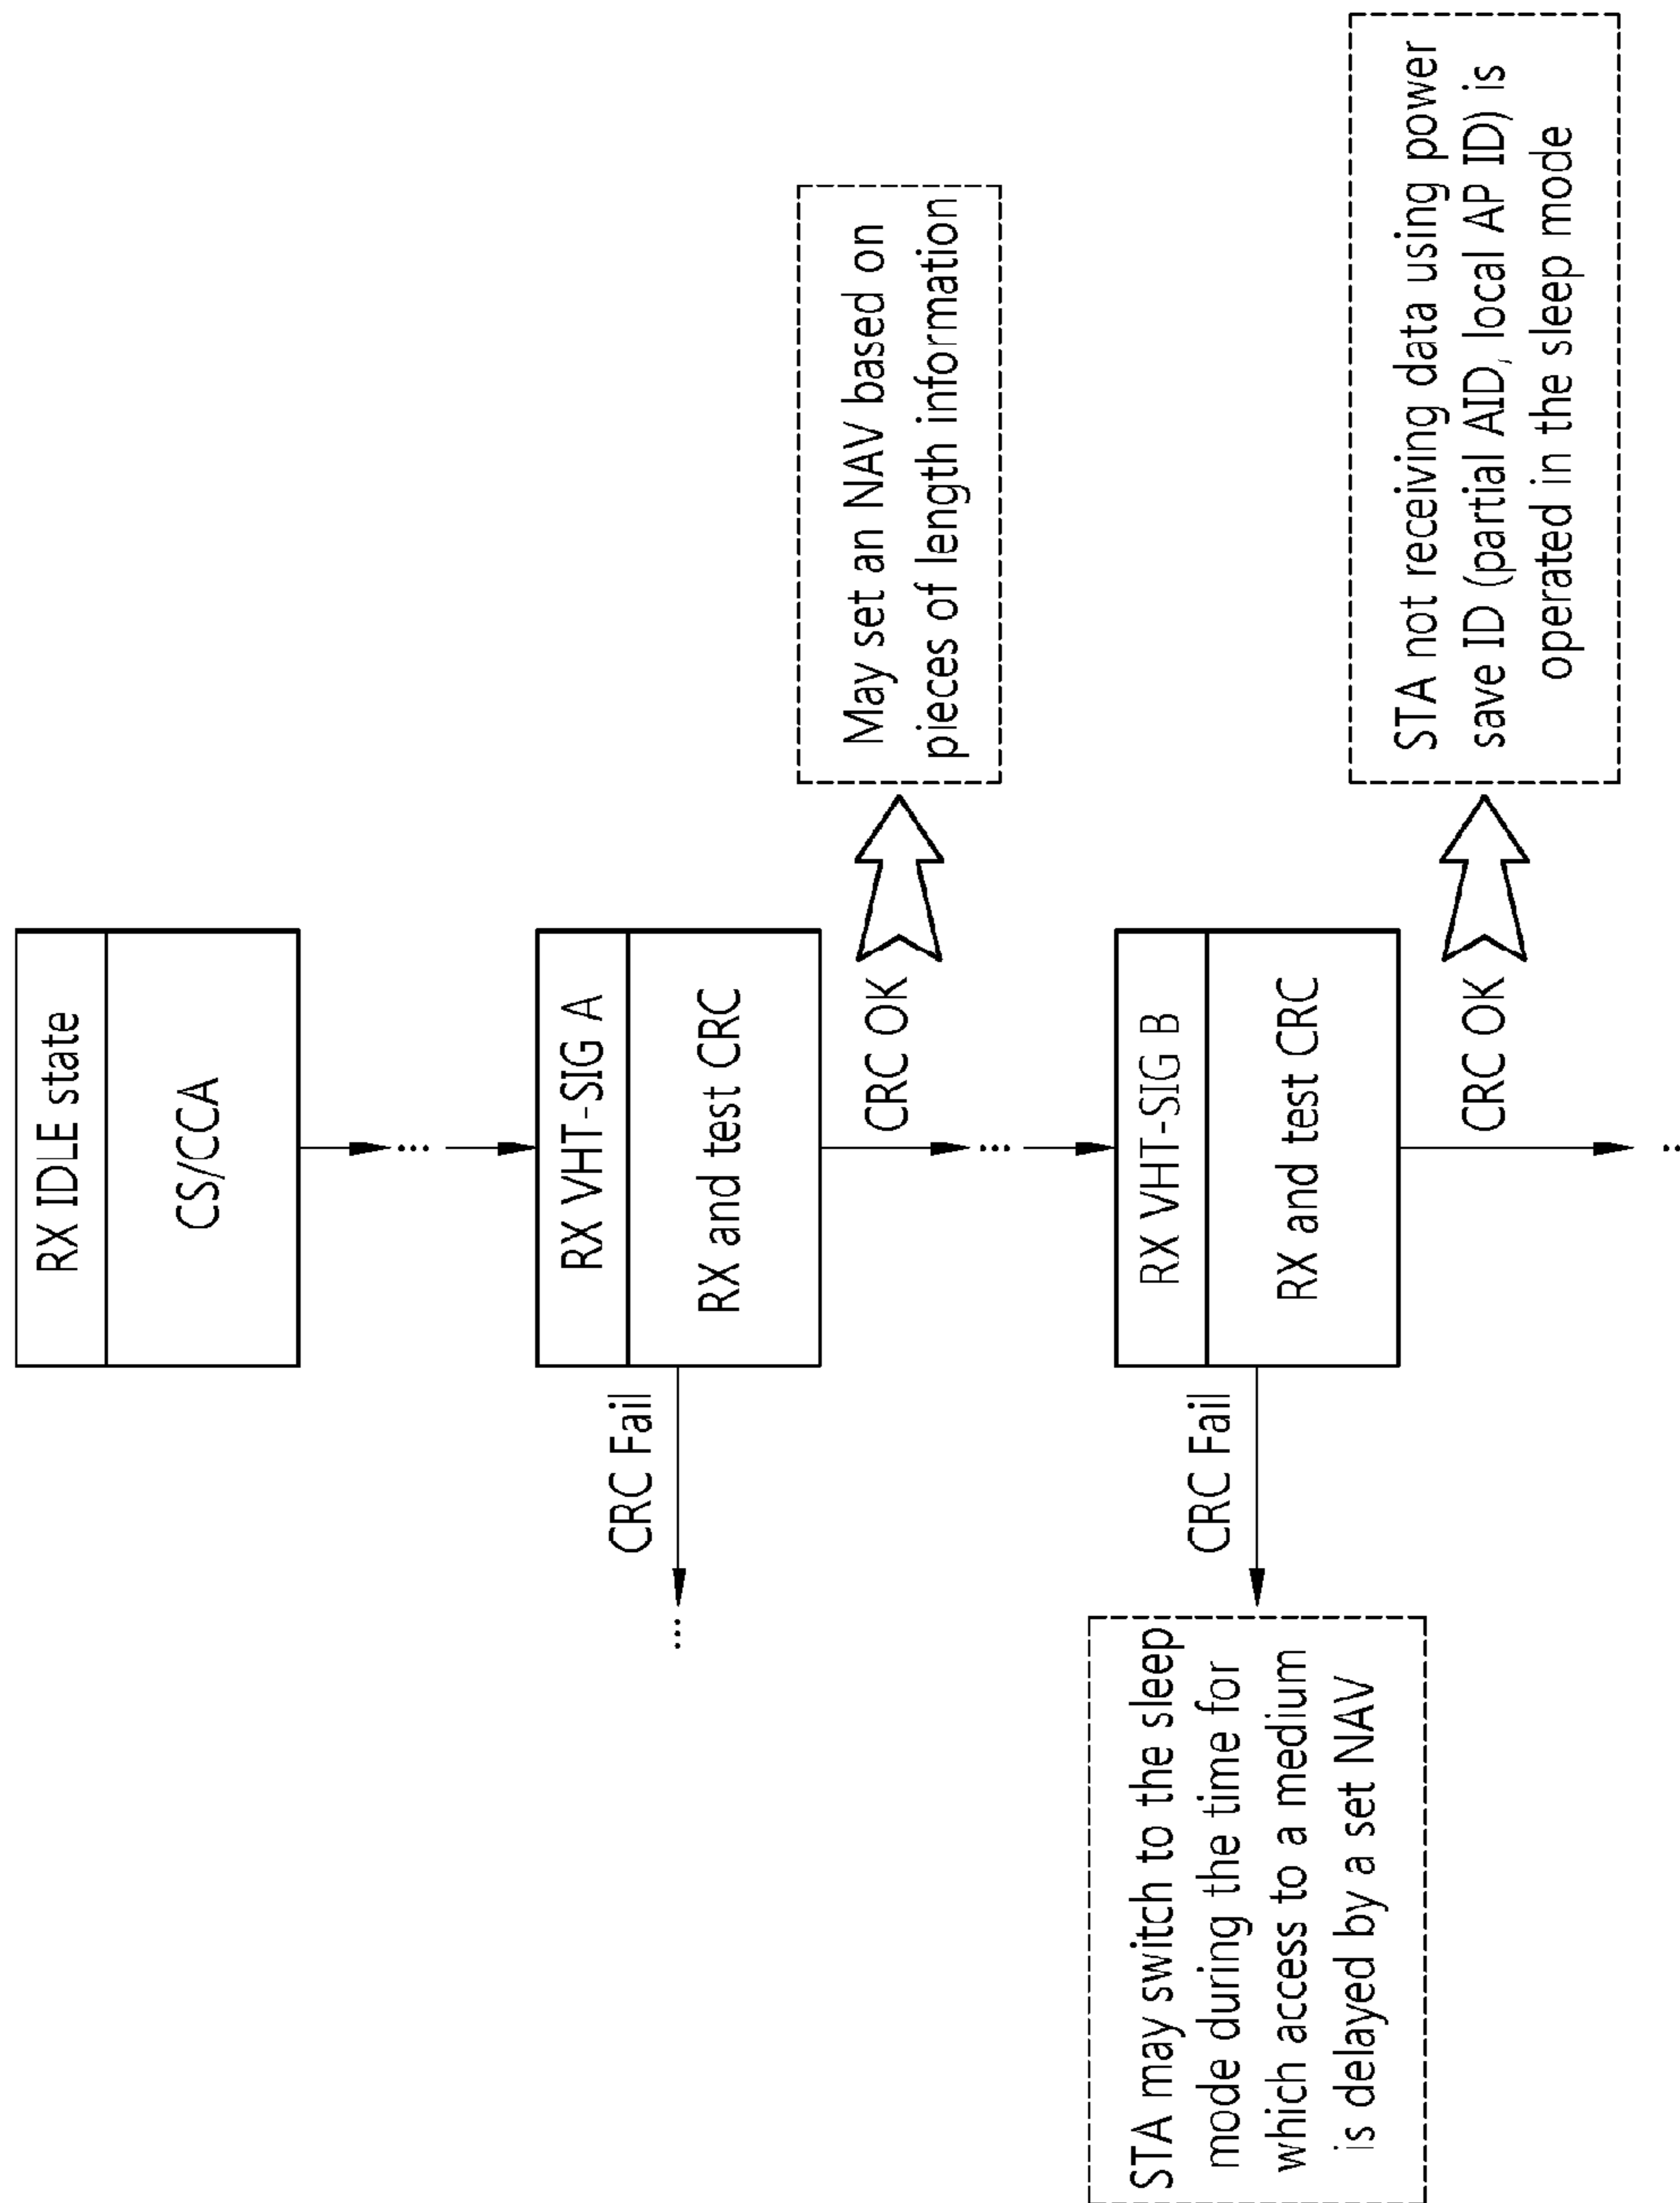 RX IDLE state
CS/CCA
...
RX VHT-SIG A
RX and test CRC
CRC Fail
...
CRC OK
May set an NAV based on
pieces of length information
...
RX VHT-SIG B
RX and test CRC
CRC Fail
STA may switch to the sleep
mode during the time for
which access to a medium
is delayed by a set NAV
CRC OK
STA not receiving data using power
save ID (partial AID, local AP ID) is
operated in the sleep mode
...